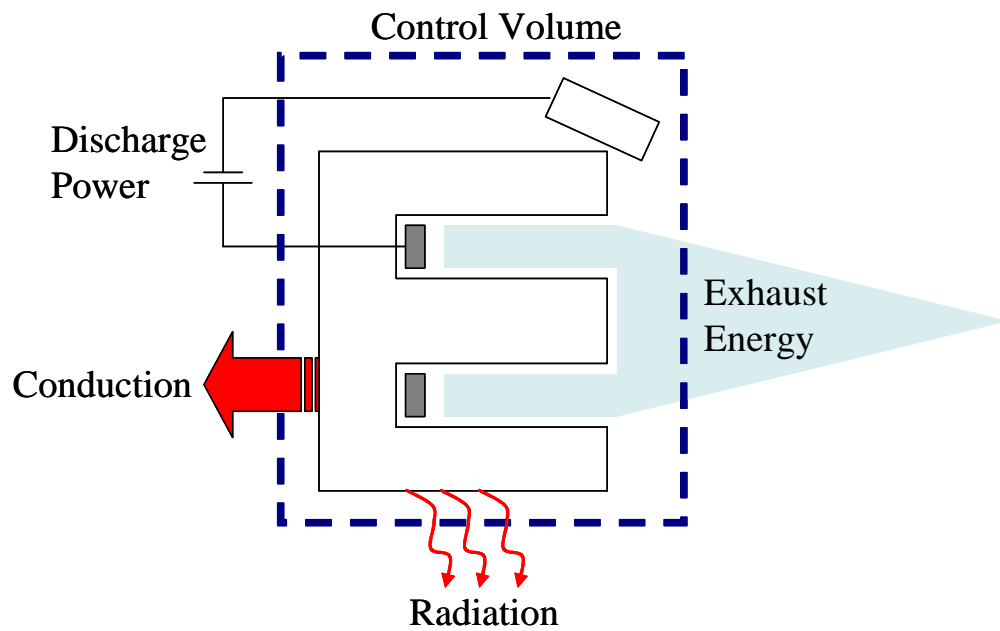 Control Volume
Discharge
Power
Exhaust
Energy
Conduction
Radiation